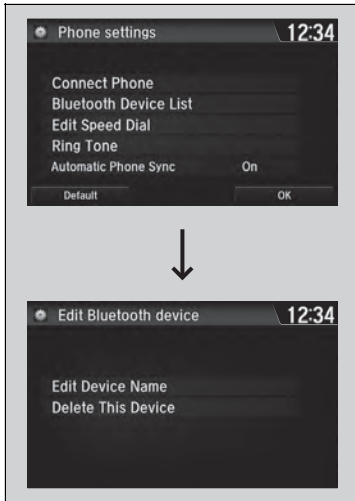 Phone settings
12:34
Connect Phone
Bluetooth Device List
Edit Speed Dial
Ring Tone
Automatic Phone Sync On
Default OK
Edit Bluetooth device
12:34
Edit Device Name
Delete This Device